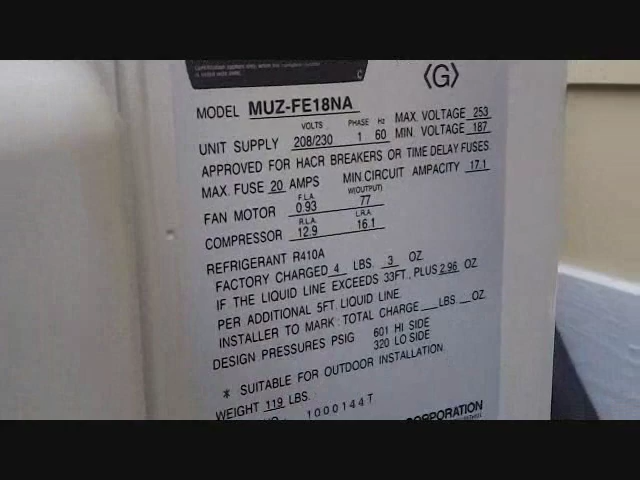 ⟨G⟩
C
MODEL MUZ-FE18NA
VOLTS PHASE Hz
UNIT SUPPLY 208/230 1 60
MAX. VOLTAGE 253
MIN. VOLTAGE 187
APPROVED FOR HACR BREAKERS OR TIME DELAY FUSES
MAX. FUSE 20 AMPS MIN.CIRCUIT AMPACITY 17.1
F.L.A. W(OUTPUT)
FAN MOTOR 0.93 77
R.L.A. L.R.A.
COMPRESSOR 12.9 16.1
REFRIGERANT R410A
FACTORY CHARGED 4 LBS. 3 OZ
IF THE LIQUID LINE EXCEEDS 33FT., PLUS 2.96 OZ
PER ADDITIONAL 5FT. LIQUID LINE.
INSTALLER TO MARK : TOTAL CHARGE ___LBS. __ OZ
DESIGN PRESSURES PSIG 601 HI SIDE
320 LO SIDE
* SUITABLE FOR OUTDOOR INSTALLATION.
WEIGHT 119 LBS.
1000144T
CORPORATION